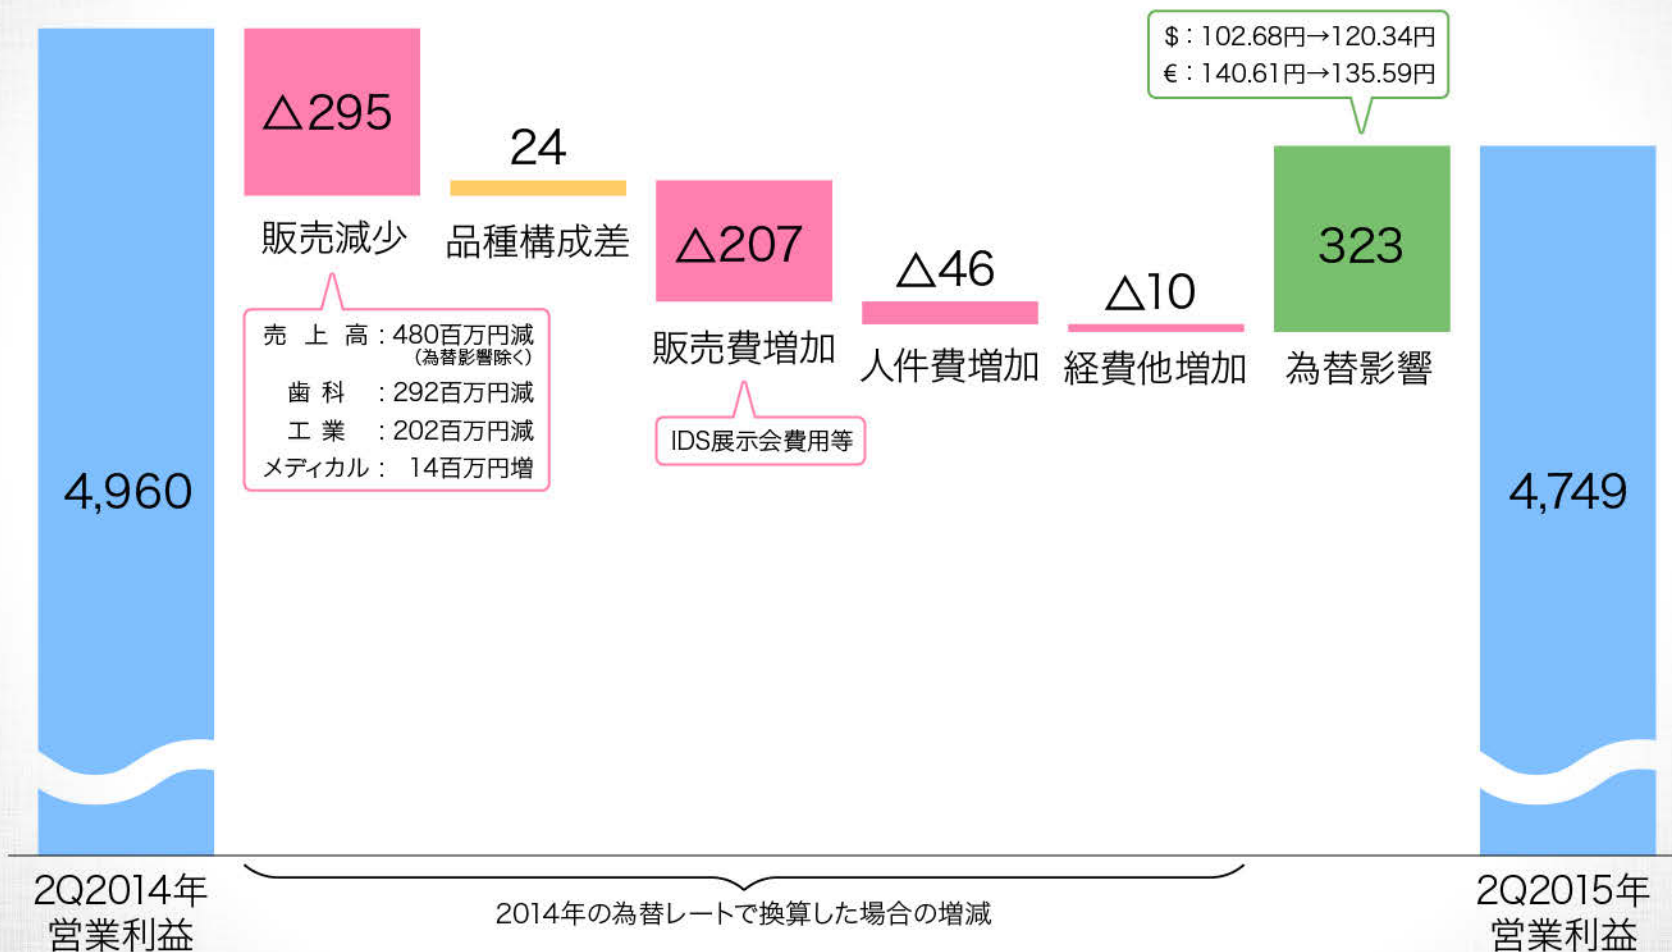 $：102.68円→120.34円
€：140.61円→135.59円
△295
24
販売減少
品種構成差
△207
△46
△10
323
売上高：480百万円減
（為替影響除く）
歯科：292百万円減
工業：202百万円減
メディカル：14百万円増
販売費増加
人件費増加
経費他増加
為替影響
IDS展示会費用等
4,960
4,749
2Q2014年
営業利益
2014年の為替レートで換算した場合の増減
2Q2015年
営業利益